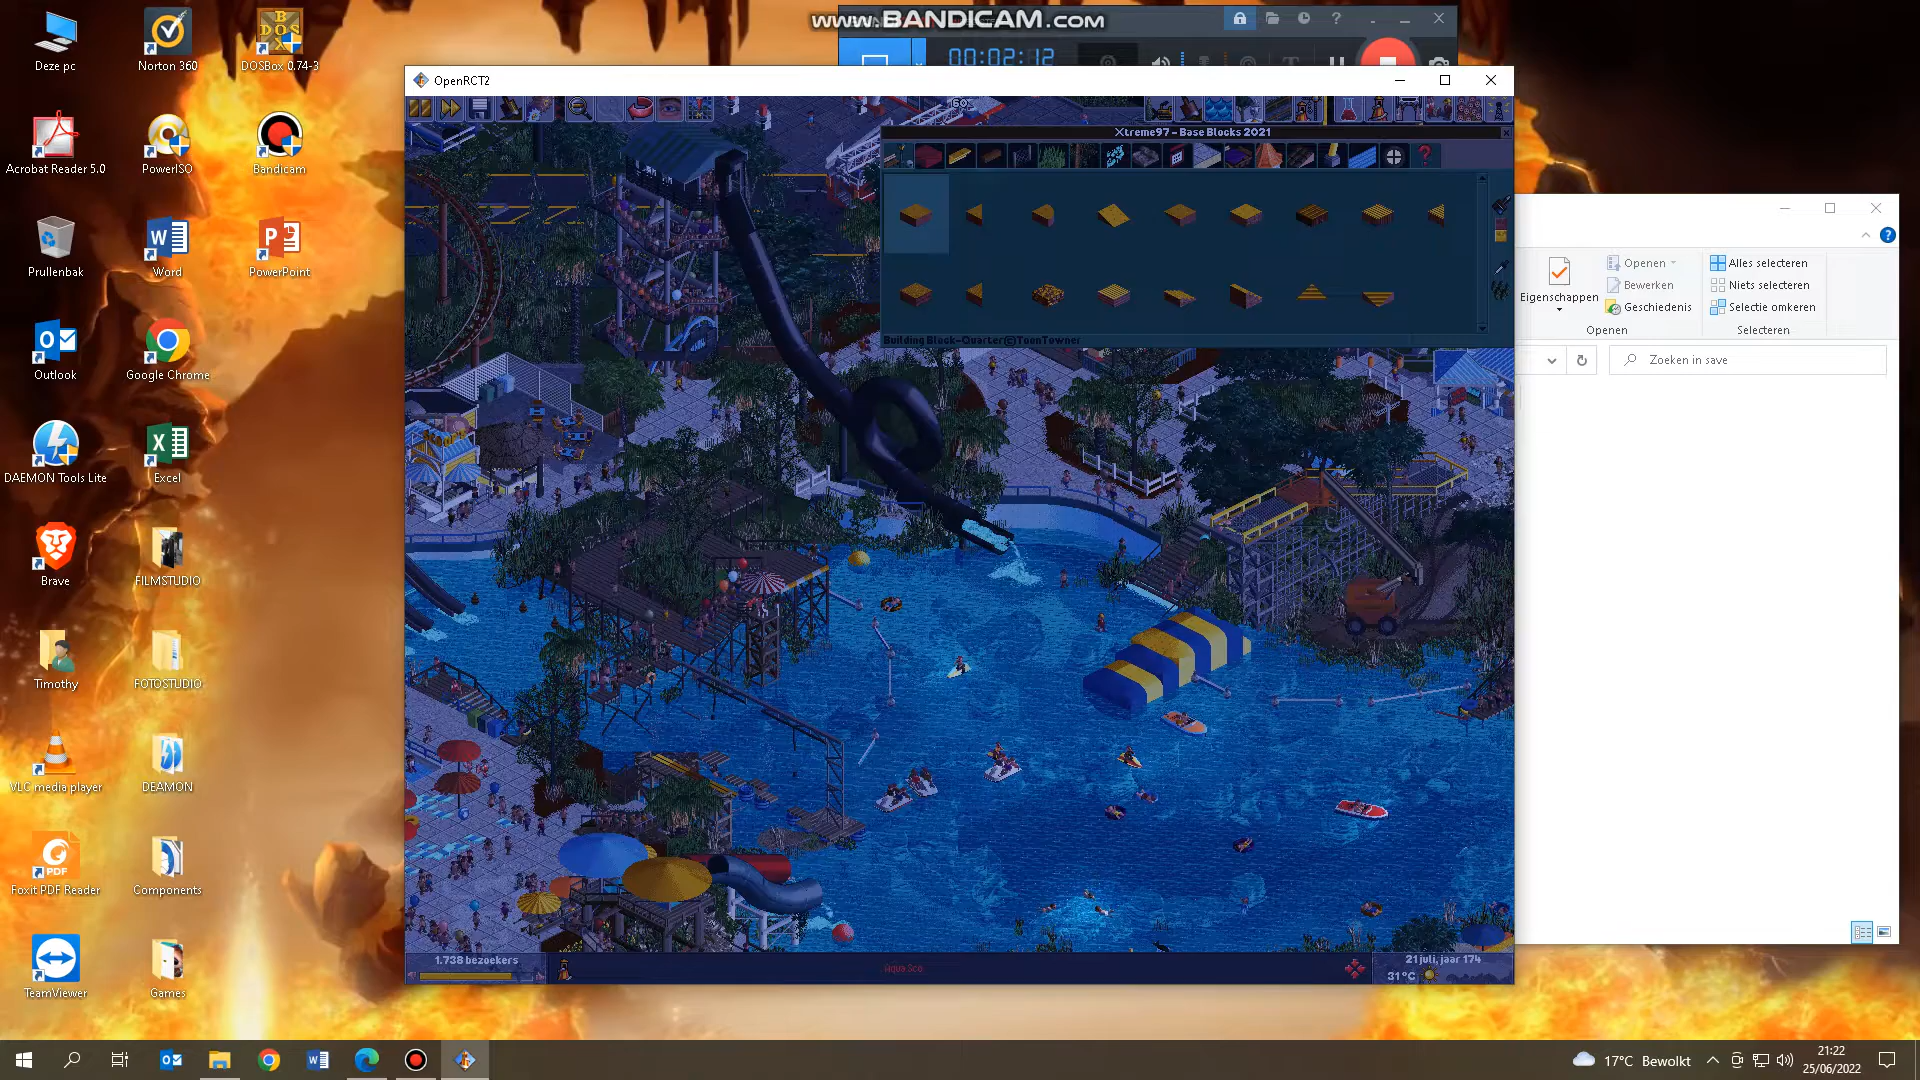 www.BANDICAM.com
00:02:12
Deze pc
Norton 360
DOSBox 0.74-3
Acrobat Reader 5.0
PowerISO
Bandicam
Prullenbak
Word
PowerPoint
Outlook
Google Chrome
DAEMON Tools Lite
Excel
Brave
FILMSTUDIO
Timothy
FOTOSTUDIO
VLC media player
DEAMON
Foxit PDF Reader
Components
TeamViewer
Games
OpenRCT2
Xtreme97 - Base Blocks 2021
Building Block-Quarter(C)ToonTowner
1.738 bezoekers
21 juli, jaar 174
31°C
Eigenschappen
Openen
Bewerken
Geschiedenis
Openen
Alles selecteren
Niets selecteren
Selectie omkeren
Selecteren
Zoeken in save
17°C Bewolkt
21:22
25/06/2022